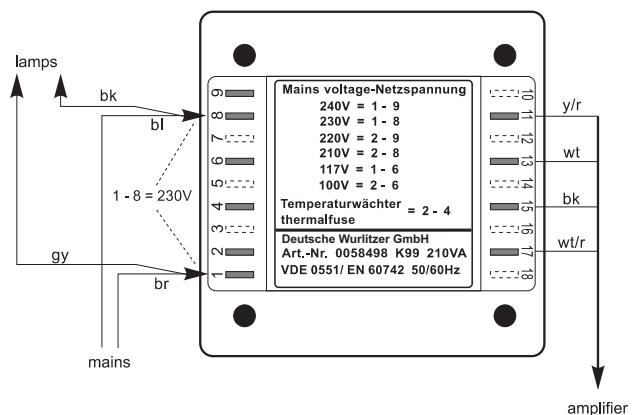 lamps
bk
bl
1 - 8 = 230V
gy
br
mains
9
8
7
6
5
4
3
2
1
Mains voltage-Netzspannung
240V = 1 - 9
230V = 1 - 8
220V = 2 - 9
210V = 2 - 8
117V = 1 - 6
100V = 2 - 6
Temperaturwächter
thermalfuse = 2 - 4
Deutsche Wurlitzer GmbH
Art.-Nr. 0058498 K99 210VA
VDE 0551/ EN 60742 50/60Hz
10
11
12
13
14
15
16
17
18
y/r
wt
bk
wt/r
amplifier